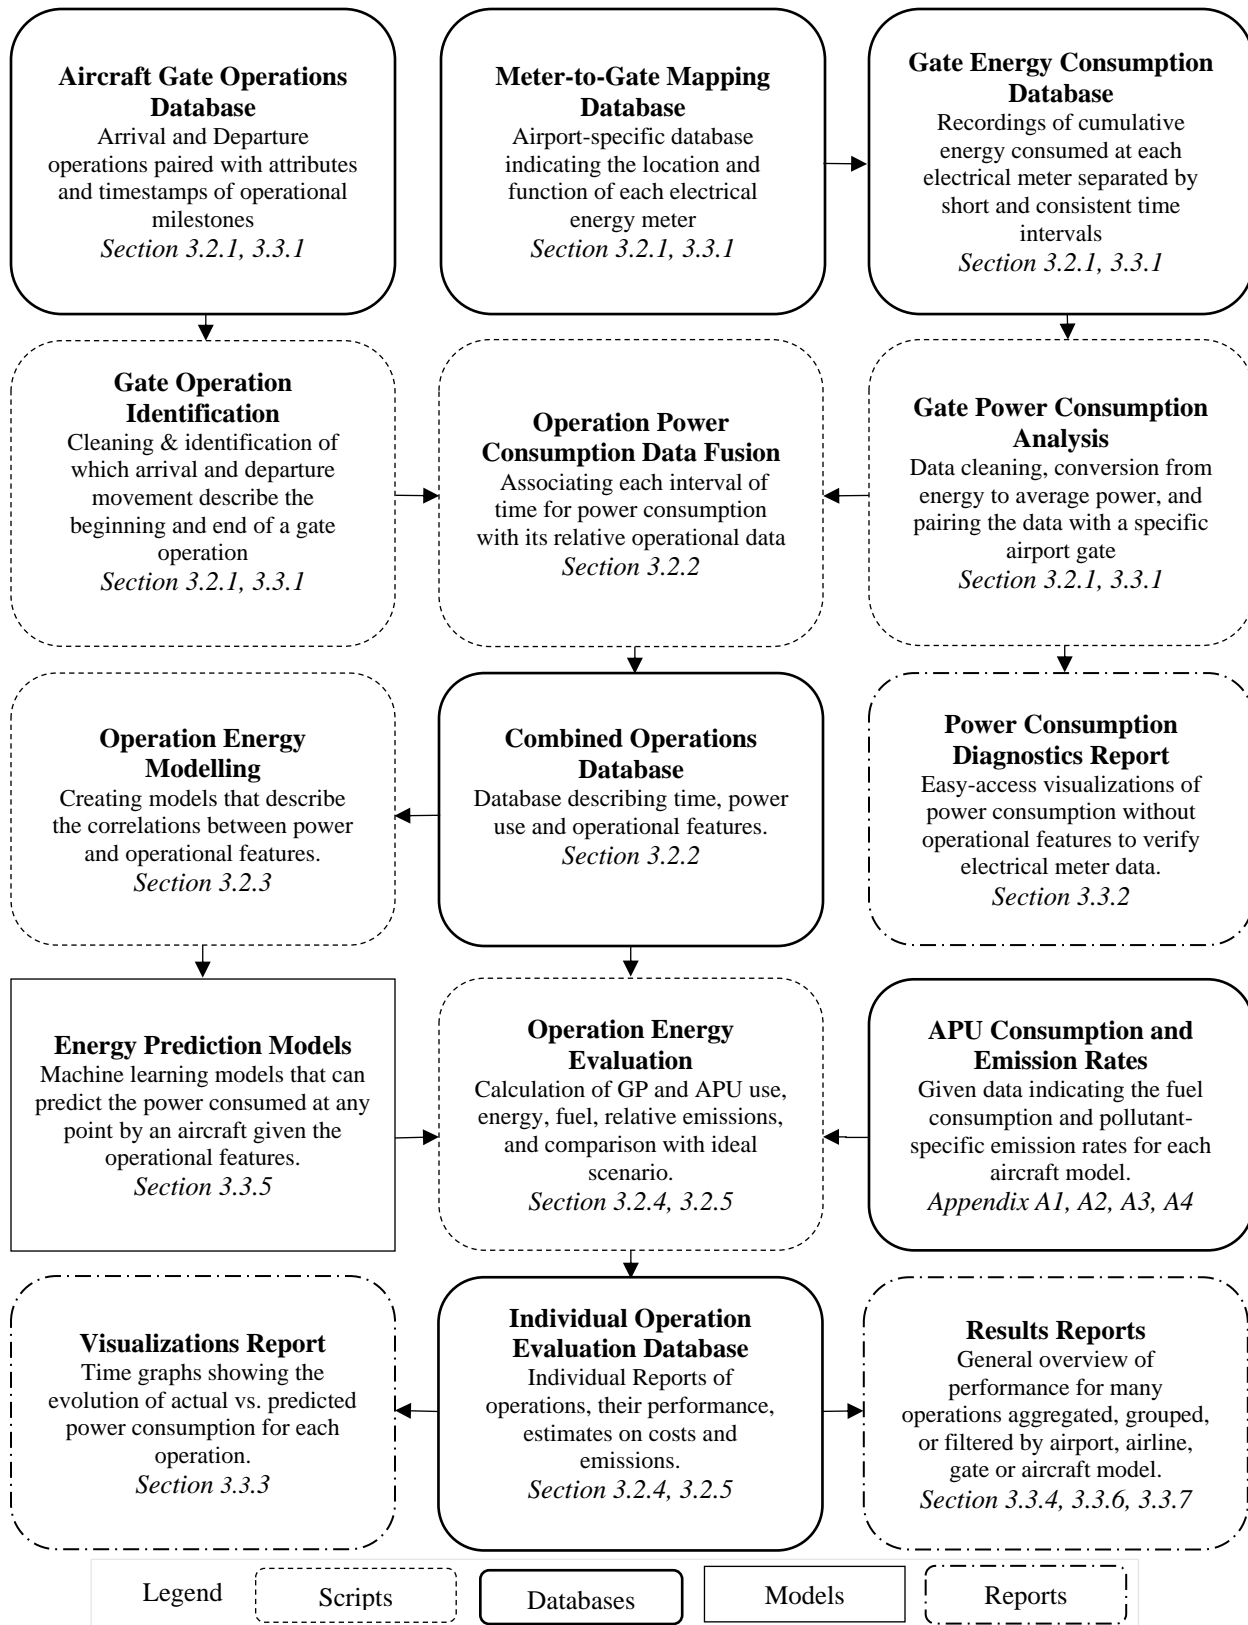 Aircraft Gate Operations
Database
Arrival and Departure
operations paired with attributes
and timestamps of operational
milestones
Section 3.2.1, 3.3.1
Meter-to-Gate Mapping
Database
Airport-specific database
indicating the location and
function of each electrical
energy meter
Section 3.2.1, 3.3.1
Gate Energy Consumption
Database
Recordings of cumulative
energy consumed at each
electrical meter separated by
short and consistent time
intervals
Section 3.2.1, 3.3.1
Gate Operation
Identification
Cleaning & identification of
which arrival and departure
movement describe the
beginning and end of a gate
operation
Section 3.2.1, 3.3.1
Operation Power
Consumption Data Fusion
Associating each interval of
time for power consumption
with its relative operational data
Section 3.2.2
Gate Power Consumption
Analysis
Data cleaning, conversion from
energy to average power, and
pairing the data with a specific
airport gate
Section 3.2.1, 3.3.1
Operation Energy
Modelling
Creating models that describe
the correlations between power
and operational features.
Section 3.2.3
Combined Operations
Database
Database describing time, power
use and operational features.
Section 3.2.2
Power Consumption
Diagnostics Report
Easy-access visualizations of
power consumption without
operational features to verify
electrical meter data.
Section 3.3.2
Energy Prediction Models
Machine learning models that can
predict the power consumed at any
point by an aircraft given the
operational features.
Section 3.3.5
Operation Energy
Evaluation
Calculation of GP and APU use,
energy, fuel, relative emissions,
and comparison with ideal
scenario.
Section 3.2.4, 3.2.5
APU Consumption and
Emission Rates
Given data indicating the fuel
consumption and pollutant-
specific emission rates for each
aircraft model.
Appendix A1, A2, A3, A4
Visualizations Report
Time graphs showing the
evolution of actual vs. predicted
power consumption for each
operation.
Section 3.3.3
Individual Operation
Evaluation Database
Individual Reports of
operations, their performance,
estimates on costs and
emissions.
Section 3.2.4, 3.2.5
Results Reports
General overview of
performance for many
operations aggregated, grouped,
or filtered by airport, airline,
gate or aircraft model.
Section 3.3.4, 3.3.6, 3.3.7
Legend
Scripts
Databases
Models
Reports